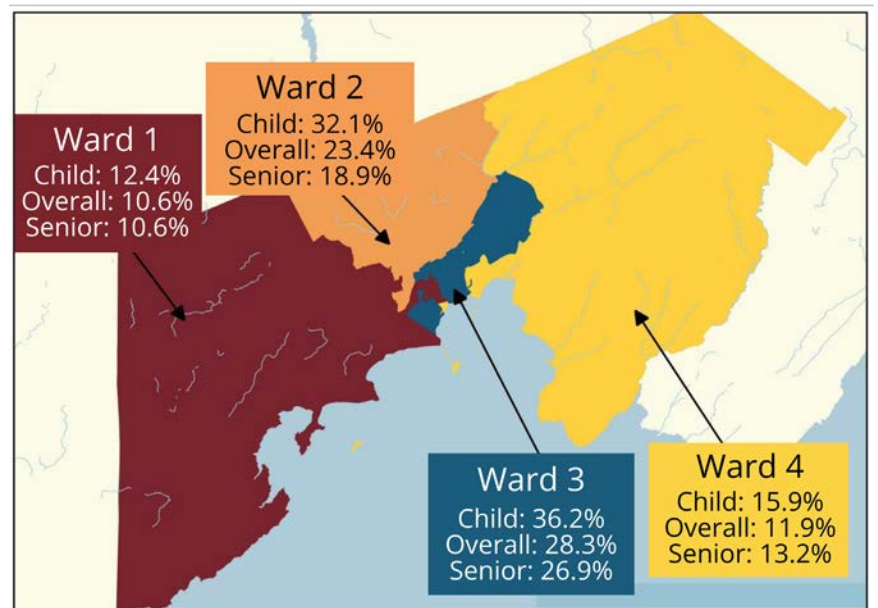 Ward 1
Child: 12.4%
Overall: 10.6%
Senior: 10.6%
Ward 2
Child: 32.1%
Overall: 23.4%
Senior: 18.9%
Ward 3
Child: 36.2%
Overall: 28.3%
Senior: 26.9%
Ward 4
Child: 15.9%
Overall: 11.9%
Senior: 13.2%